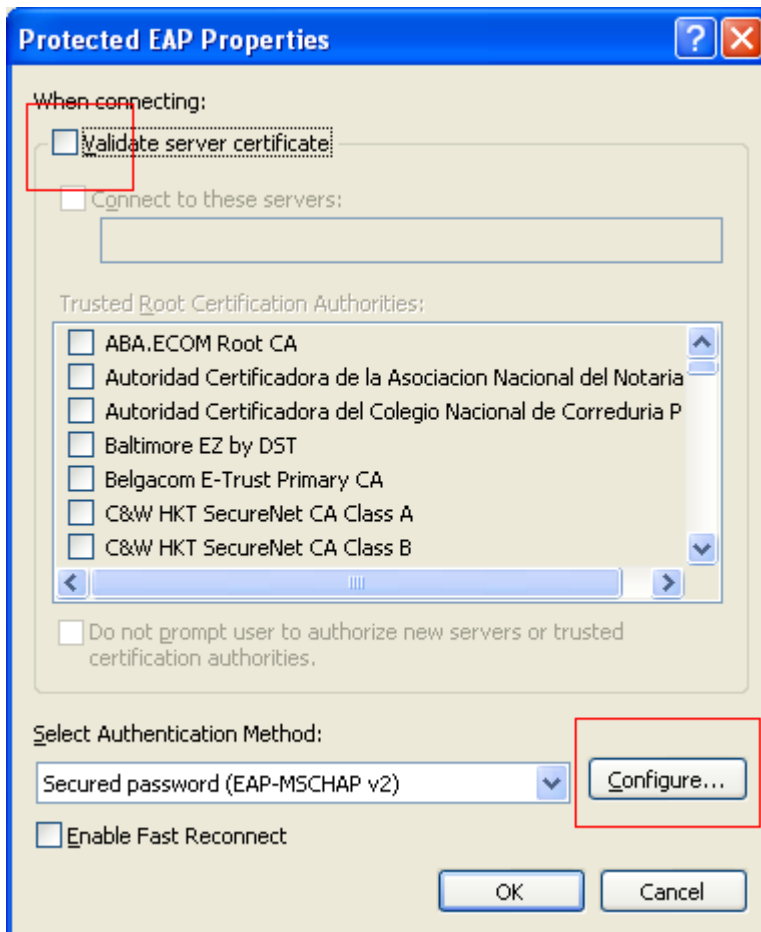 Protected EAP Properties
When connecting:
Validate server certificate
Connect to these servers:
Trusted Root Certification Authorities:
ABA.ECOM Root CA
Autoridad Certificadora de la Asociacion Nacional del Notaria
Autoridad Certificadora del Colegio Nacional de Correduria P
Baltimore EZ by DST
Belgacom E-Trust Primary CA
C&W HKT SecureNet CA Class A
C&W HKT SecureNet CA Class B
Do not prompt user to authorize new servers or trusted
certification authorities.
Select Authentication Method:
Secured password (EAP-MSCHAP v2)
Configure...
Enable Fast Reconnect
OK Cancel